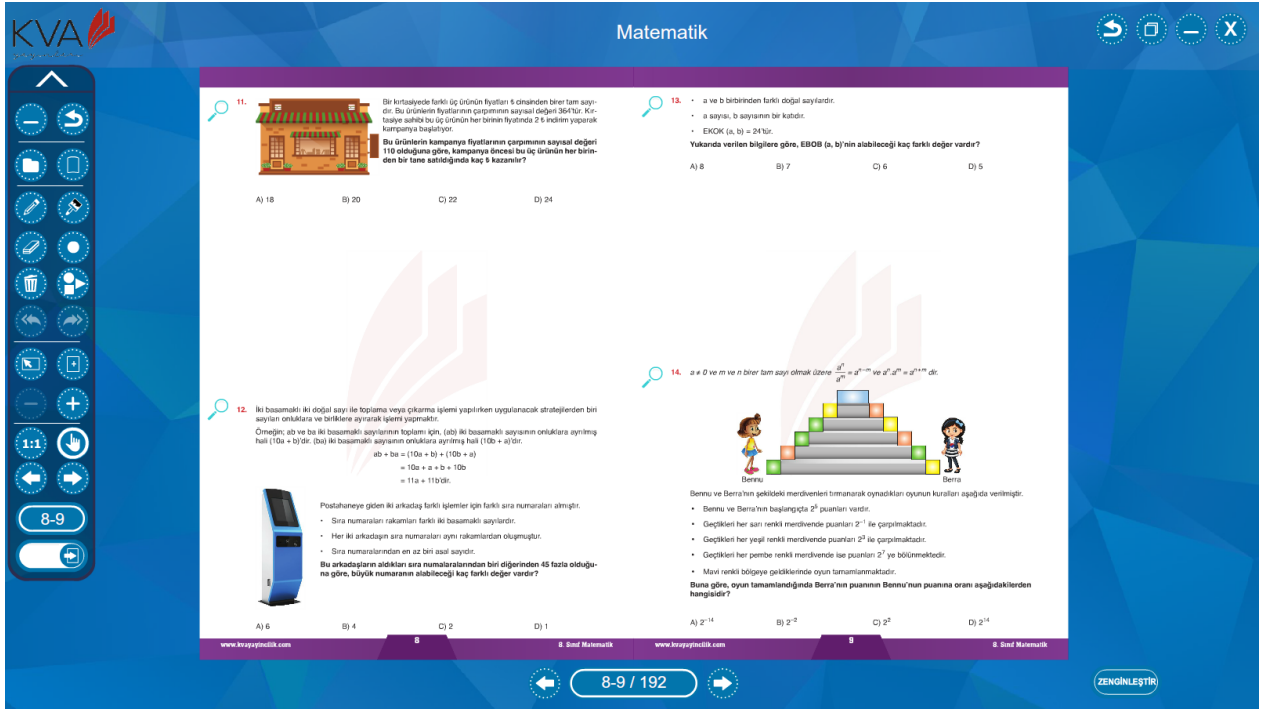 KVA
Matematik
X
1:1
8-9
11.
Bir kırtasiyede farklı üç ürünün fiyatları ₺ cinsinden birer tam sayı-
dır. Bu ürünlerin fiyatlarının çarpımının sayısal değeri 364'tür. Kır-
tasiye sahibi bu üç ürünün her birinin fiyatında 2 ₺ indirim yaparak
kampanya başlatıyor.
Bu ürünlerin kampanya fiyatlarının çarpımının sayısal değeri
110 olduğuna göre, kampanya öncesi bu üç ürünün her birin-
den bir tane satıldığında kaç ₺ kazanılır?
A) 18 B) 20 C) 22 D) 24
12. İki basamaklı iki doğal sayı ile toplama veya çıkarma işlemi yapılırken uygulanacak stratejilerden biri
sayıları onluklara ve birliklere ayırarak işlemi yapmaktır.
Örneğin; ab ve ba iki basamaklı sayılarının toplamı için, (ab) iki basamaklı sayısının onluklara ayrılmış
hali (10a + b)'dir. (ba) iki basamaklı sayısının onluklara ayrılmış hali (10b + a)'dır.
ab + ba = (10a + b) + (10b + a)
= 10a + a + b + 10b
= 11a + 11b'dir.
Postahaneye giden iki arkadaş farklı işlemler için farklı sıra numaraları almıştır.
• Sıra numaraları rakamları farklı iki basamaklı sayılardır.
• Her iki arkadaşın sıra numaraları aynı rakamlardan oluşmuştur.
• Sıra numaralarından en az biri asal sayıdır.
Bu arkadaşların aldıkları sıra numalaralarından biri diğerinden 45 fazla olduğu-
na göre, büyük numaranın alabileceği kaç farklı değer vardır?
A) 6 B) 4 C) 2 D) 1
www.kvayayincilik.com 8 8. Sınıf Matematik
13. • a ve b birbirinden farklı doğal sayılardır.
• a sayısı, b sayısının bir katıdır.
• EKOK (a, b) = 24'tür.
Yukarıda verilen bilgilere göre, EBOB (a, b)'nin alabileceği kaç farklı değer vardır?
A) 8 B) 7 C) 6 D) 5
14. a ≠ 0 ve m ve n birer tam sayı olmak üzere aⁿ/aᵐ = aⁿ⁻ᵐ ve aⁿ.aᵐ = aⁿ⁺ᵐ dir.
Bennu Berra
Bennu ve Berra'nın şekildeki merdivenleri tırmanarak oynadıkları oyunun kuralları aşağıda verilmiştir.
• Bennu ve Berra'nın başlangıçta 2⁵ puanları vardır.
• Geçtikleri her sarı renkli merdivende puanları 2⁻¹ ile çarpılmaktadır.
• Geçtikleri her yeşil renkli merdivende puanları 2³ ile çarpılmaktadır.
• Geçtikleri her pembe renkli merdivende ise puanları 2⁷ ye bölünmektedir.
• Mavi renkli bölgeye geldiklerinde oyun tamamlanmaktadır.
Buna göre, oyun tamamlandığında Berra'nın puanının Bennu'nun puanına oranı aşağıdakilerden
hangisidir?
A) 2⁻¹⁴ B) 2⁻² C) 2² D) 2¹⁴
www.kvayayincilik.com 9 8. Sınıf Matematik
8-9 / 192
ZENGİNLEŞTİR